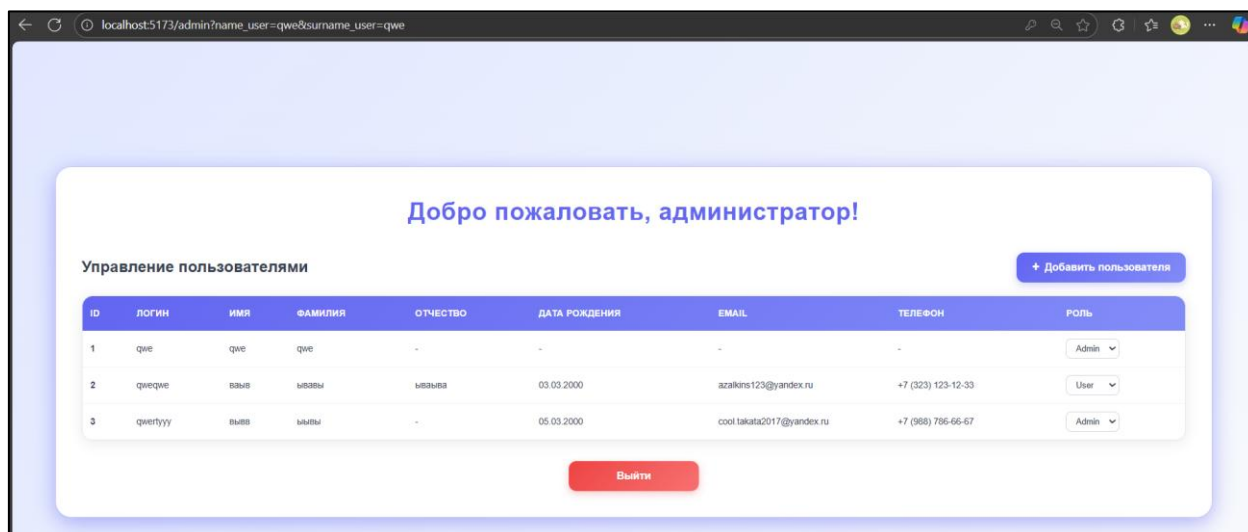 localhost:5173/admin?name_user=qwe&surname_user=qwe
Добро пожаловать, администратор!
Управление пользователями
+ Добавить пользователя
ID ЛОГИН ИМЯ ФАМИЛИЯ ОТЧЕСТВО ДАТА РОЖДЕНИЯ EMAIL ТЕЛЕФОН РОЛЬ
1 qwe qwe qwe - - - - Admin
2 qweqwe ваыв ывавы ываыва 03.03.2000 azalkins123@yandex.ru +7 (323) 123-12-33 User
3 qwertyyy вывв ывывы - 05.03.2000 cool.takata2017@yandex.ru +7 (988) 786-66-67 Admin
Выйти